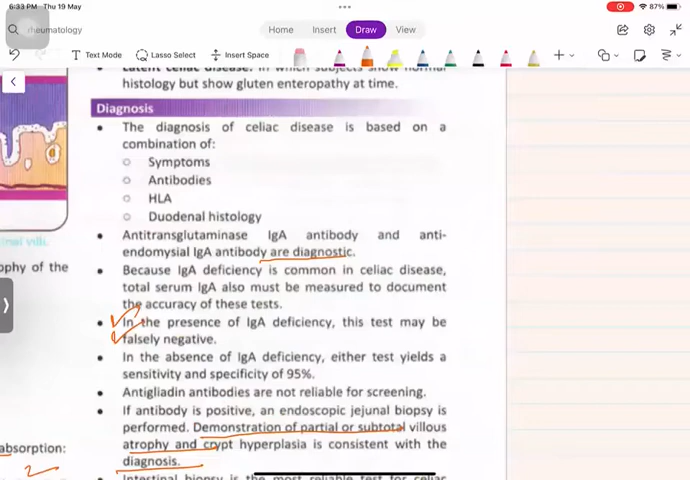 6:33 PM Thu 19 May
87%
rheumatology
Home Insert Draw View
Text Mode Lasso Select Insert Space
histology but show gluten enteropathy at time.
Diagnosis
The diagnosis of celiac disease is based on a
combination of:
Symptoms
Antibodies
HLA
Duodenal histology
Antitransglutaminase IgA antibody and anti-
endomysial IgA antibody are diagnostic.
Because IgA deficiency is common in celiac disease,
total serum IgA also must be measured to document
the accuracy of these tests.
In the presence of IgA deficiency, this test may be
falsely negative.
In the absence of IgA deficiency, either test yields a
sensitivity and specificity of 95%.
Antigliadin antibodies are not reliable for screening.
If antibody is positive, an endoscopic jejunal biopsy is
performed. Demonstration of partial or subtotal villous
atrophy and crypt hyperplasia is consistent with the
diagnosis.
villi.
ophy of the
absorption: